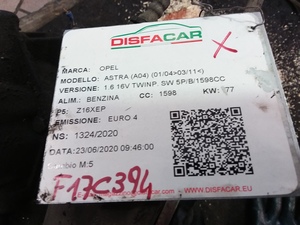 DISFACAR
X
MARCA: OPEL
MODELLO: ASTRA (A04) (01/04>03/11<)
VERSIONE: 1.6 16V TWINP. SW 5P/B/1598CC
ALIM.: BENZINA CC: 1598 KW: 77
P5: Z16XEP
EMISSIONE: EURO 4
NS: 1324/2020
DATA: 23/06/2020 09:46:00
Cambio M:5
F17C394
WWW.DISFACAR.EU